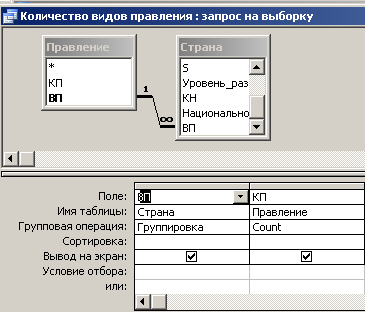 Количество видов правления : запрос на выборку
Правление
*
КП
ВП
1
∞
Страна
S
Уровень_раз
КН
Национально
ВП
Поле: ВП КП
Имя таблицы: Страна Правление
Групповая операция: Группировка Count
Сортировка:
Вывод на экран:
Условие отбора:
или: